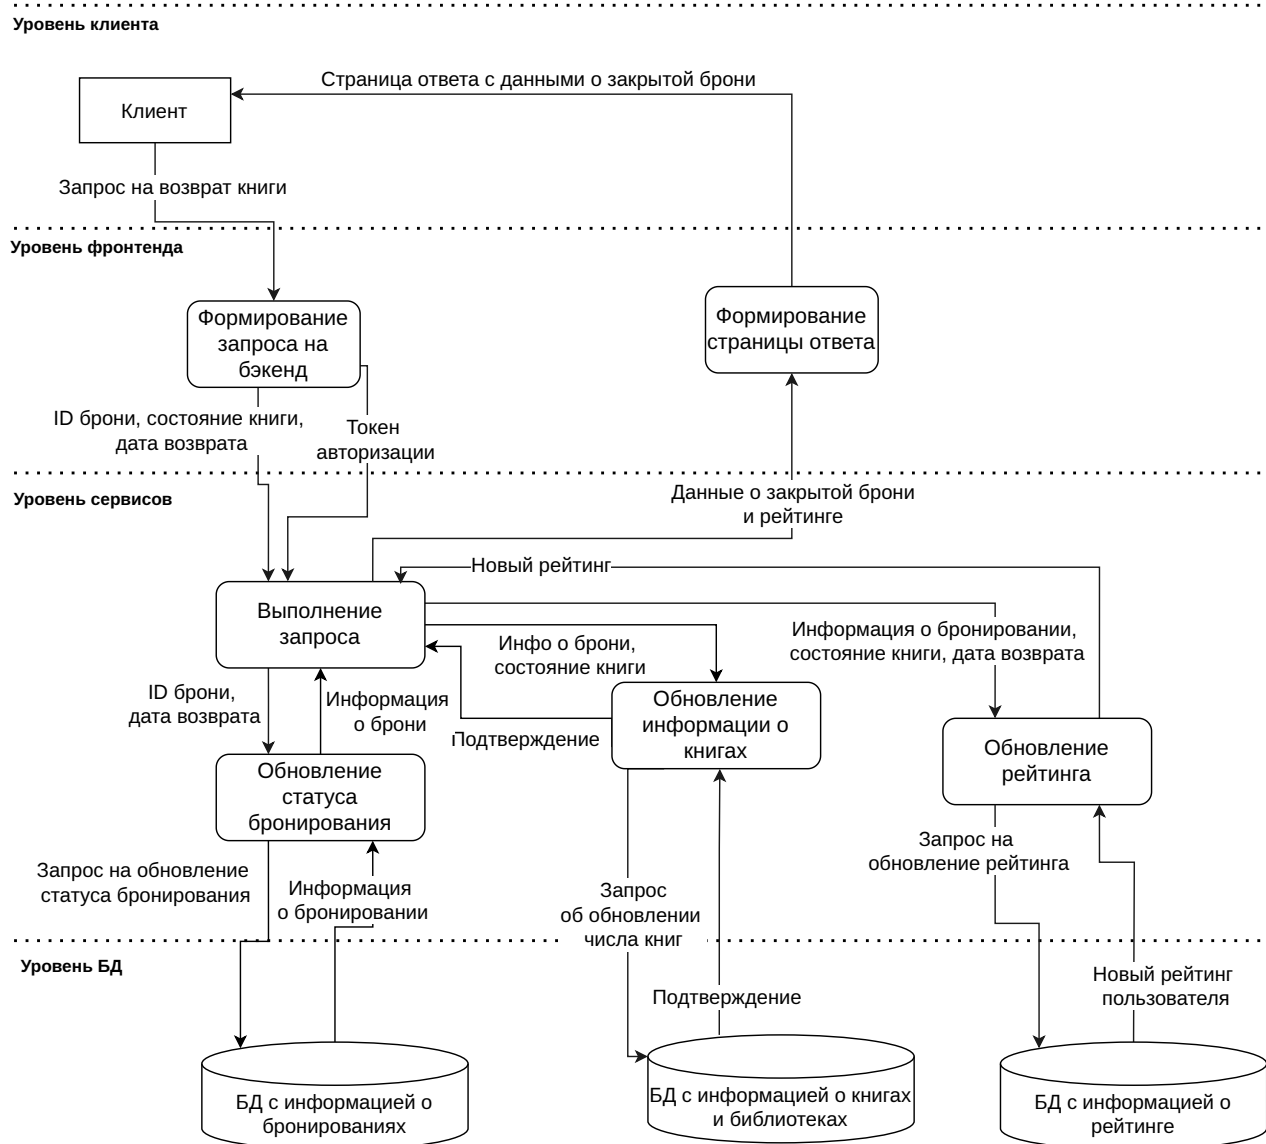 Уровень клиента
Страница ответа с данными о закрытой брони
Клиент
Запрос на возврат книги
Уровень фронтенда
Формирование
запроса на
бэкенд
Формирование
страницы ответа
ID брони, состояние книги,
дата возврата
Токен
авторизации
Уровень сервисов
Данные о закрытой брони
и рейтинге
Новый рейтинг
Выполнение
запроса
Инфо о брони,
состояние книги
Информация о бронировании,
состояние книги, дата возврата
ID брони,
дата возврата
Информация
о брони
Подтверждение
Обновление
информации о
книгах
Обновление
рейтинга
Обновление
статуса
бронирования
Запрос на обновление
статуса бронирования
Информация
о бронировании
Запрос
об обновлении
числа книг
Запрос на
обновление рейтинга
Уровень БД
Подтверждение
Новый рейтинг
пользователя
БД с информацией о
бронированиях
БД с информацией о книгах
и библиотеках
БД с информацией о
рейтинге